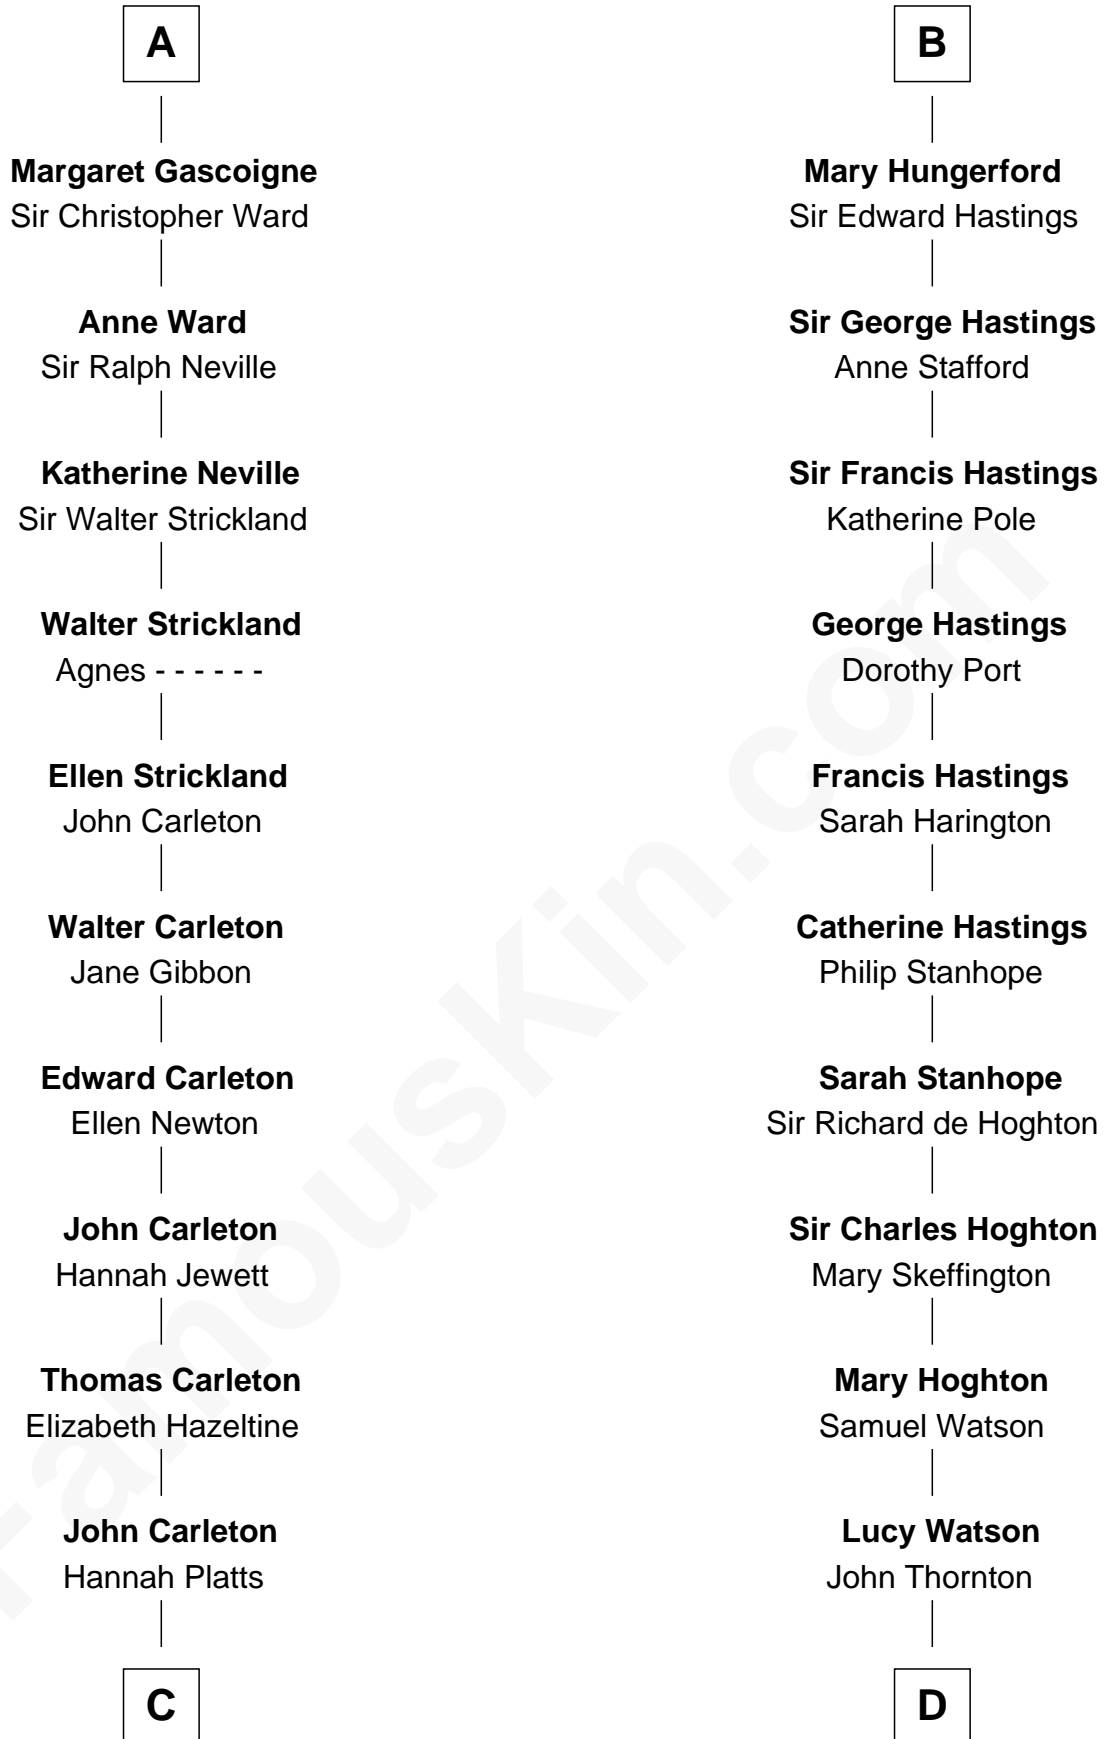 A
Margaret Gascoigne
Sir Christopher Ward
Anne Ward
Sir Ralph Neville
Katherine Neville
Sir Walter Strickland
Walter Strickland
Agnes - - - - - -
Ellen Strickland
John Carleton
Walter Carleton
Jane Gibbon
Edward Carleton
Ellen Newton
John Carleton
Hannah Jewett
Thomas Carleton
Elizabeth Hazeltine
John Carleton
Hannah Platts
C
B
Mary Hungerford
Sir Edward Hastings
Sir George Hastings
Anne Stafford
Sir Francis Hastings
Katherine Pole
George Hastings
Dorothy Port
Francis Hastings
Sarah Harington
Catherine Hastings
Philip Stanhope
Sarah Stanhope
Sir Richard de Hoghton
Sir Charles Hoghton
Mary Skeffington
Mary Hoghton
Samuel Watson
Lucy Watson
John Thornton
D
FamousKin.com